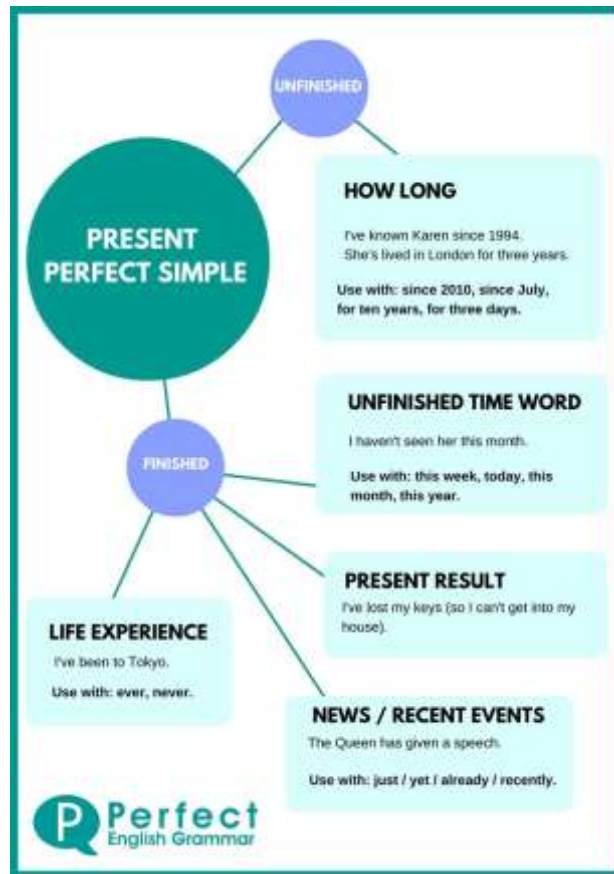 UNFINISHED
PRESENT
PERFECT SIMPLE
HOW LONG
I've known Karen since 1994.
She's lived in London for three years.
Use with: since 2010, since July,
for ten years, for three days.
FINISHED
UNFINISHED TIME WORD
I haven't seen her this month.
Use with: this week, today, this
month, this year.
PRESENT RESULT
I've lost my keys (so I can't get into my
house).
LIFE EXPERIENCE
I've been to Tokyo.
Use with: ever, never.
NEWS / RECENT EVENTS
The Queen has given a speech.
Use with: just / yet / already / recently.
P Perfect
English Grammar